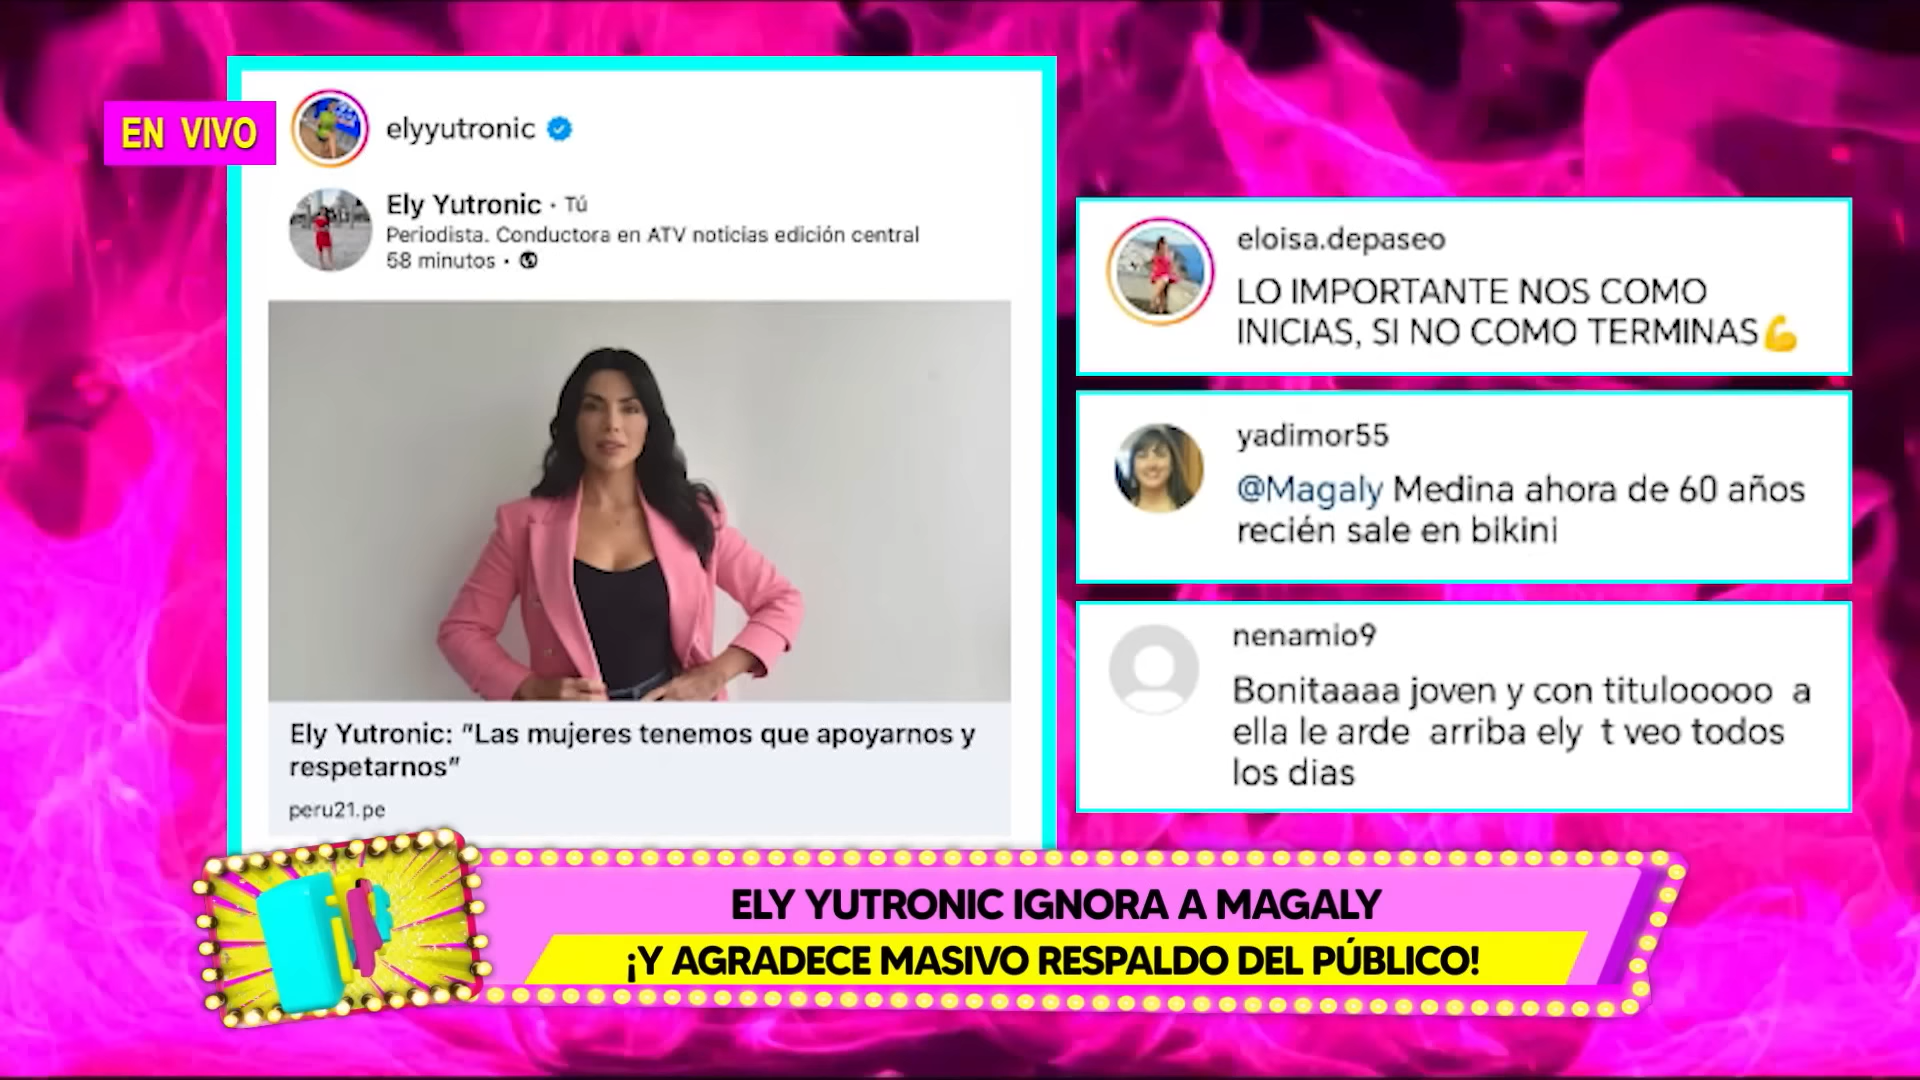 EN VIVO
elyyutronic
Ely Yutronic · Tú
Periodista. Conductora en ATV noticias edición central
58 minutos ·
Ely Yutronic: "Las mujeres tenemos que apoyarnos y
respetarnos"
peru21.pe
eloisa.depaseo
LO IMPORTANTE NOS COMO
INICIAS, SI NO COMO TERMINAS💪
yadimor55
@Magaly Medina ahora de 60 años
recién sale en bikini
nenamio9
Bonitaaaa joven y con titulooooo a
ella le arde arriba ely t veo todos
los dias
ELY YUTRONIC IGNORA A MAGALY
¡Y AGRADECE MASIVO RESPALDO DEL PÚBLICO!